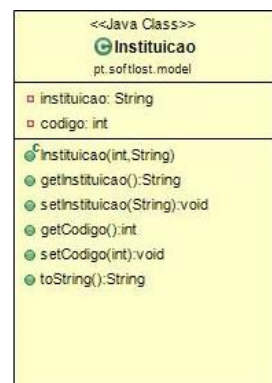 <<Java Class>>
Instituicao
pt.softlost.model
instituicao: String
codigo: int
Instituicao(int,String)
getInstituicao():String
setInstituicao(String):void
getCodigo():int
setCodigo(int):void
toString():String